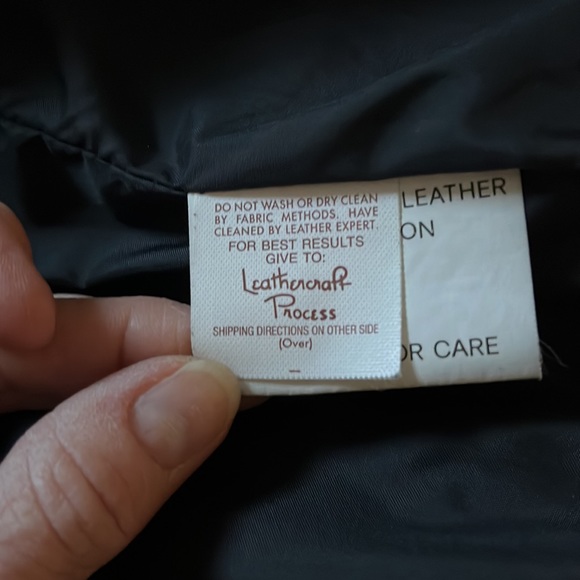 DO NOT WASH OR DRY CLEAN
BY FABRIC METHODS. HAVE
CLEANED BY LEATHER EXPERT.
FOR BEST RESULTS
GIVE TO:
Leathercraft
Process
SHIPPING DIRECTIONS ON OTHER SIDE
(Over)
LEATHER
ON
OR CARE